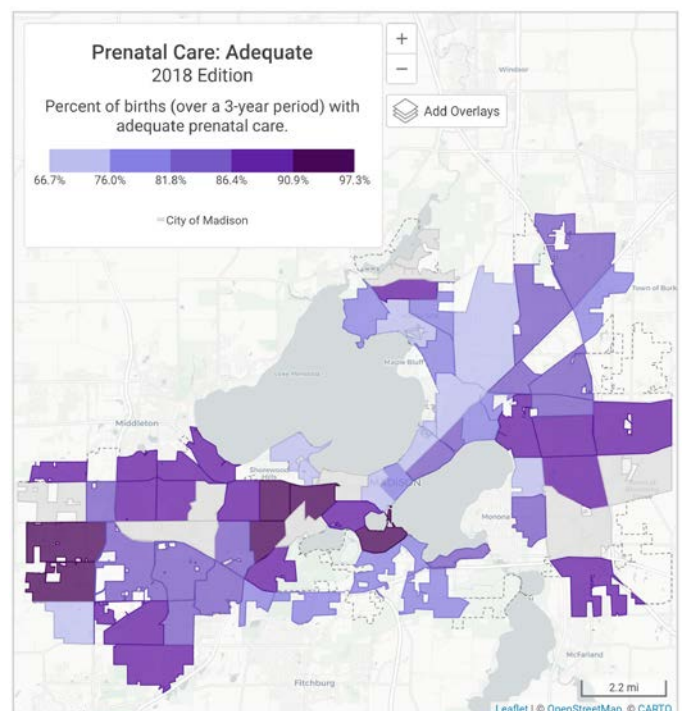 Prenatal Care: Adequate
2018 Edition
Percent of births (over a 3-year period) with
adequate prenatal care.
66.7% 76.0% 81.8% 86.4% 90.9% 97.3%
City of Madison
+
−
Add Overlays
Windsor
Town of Burk
Maple Bluff
Lake Mendota
Middleton
Shorewood
Hills
MADISON
Monona
McFarland
Fitchburg
2.2 mi
Leaflet | © OpenStreetMap, © CARTO